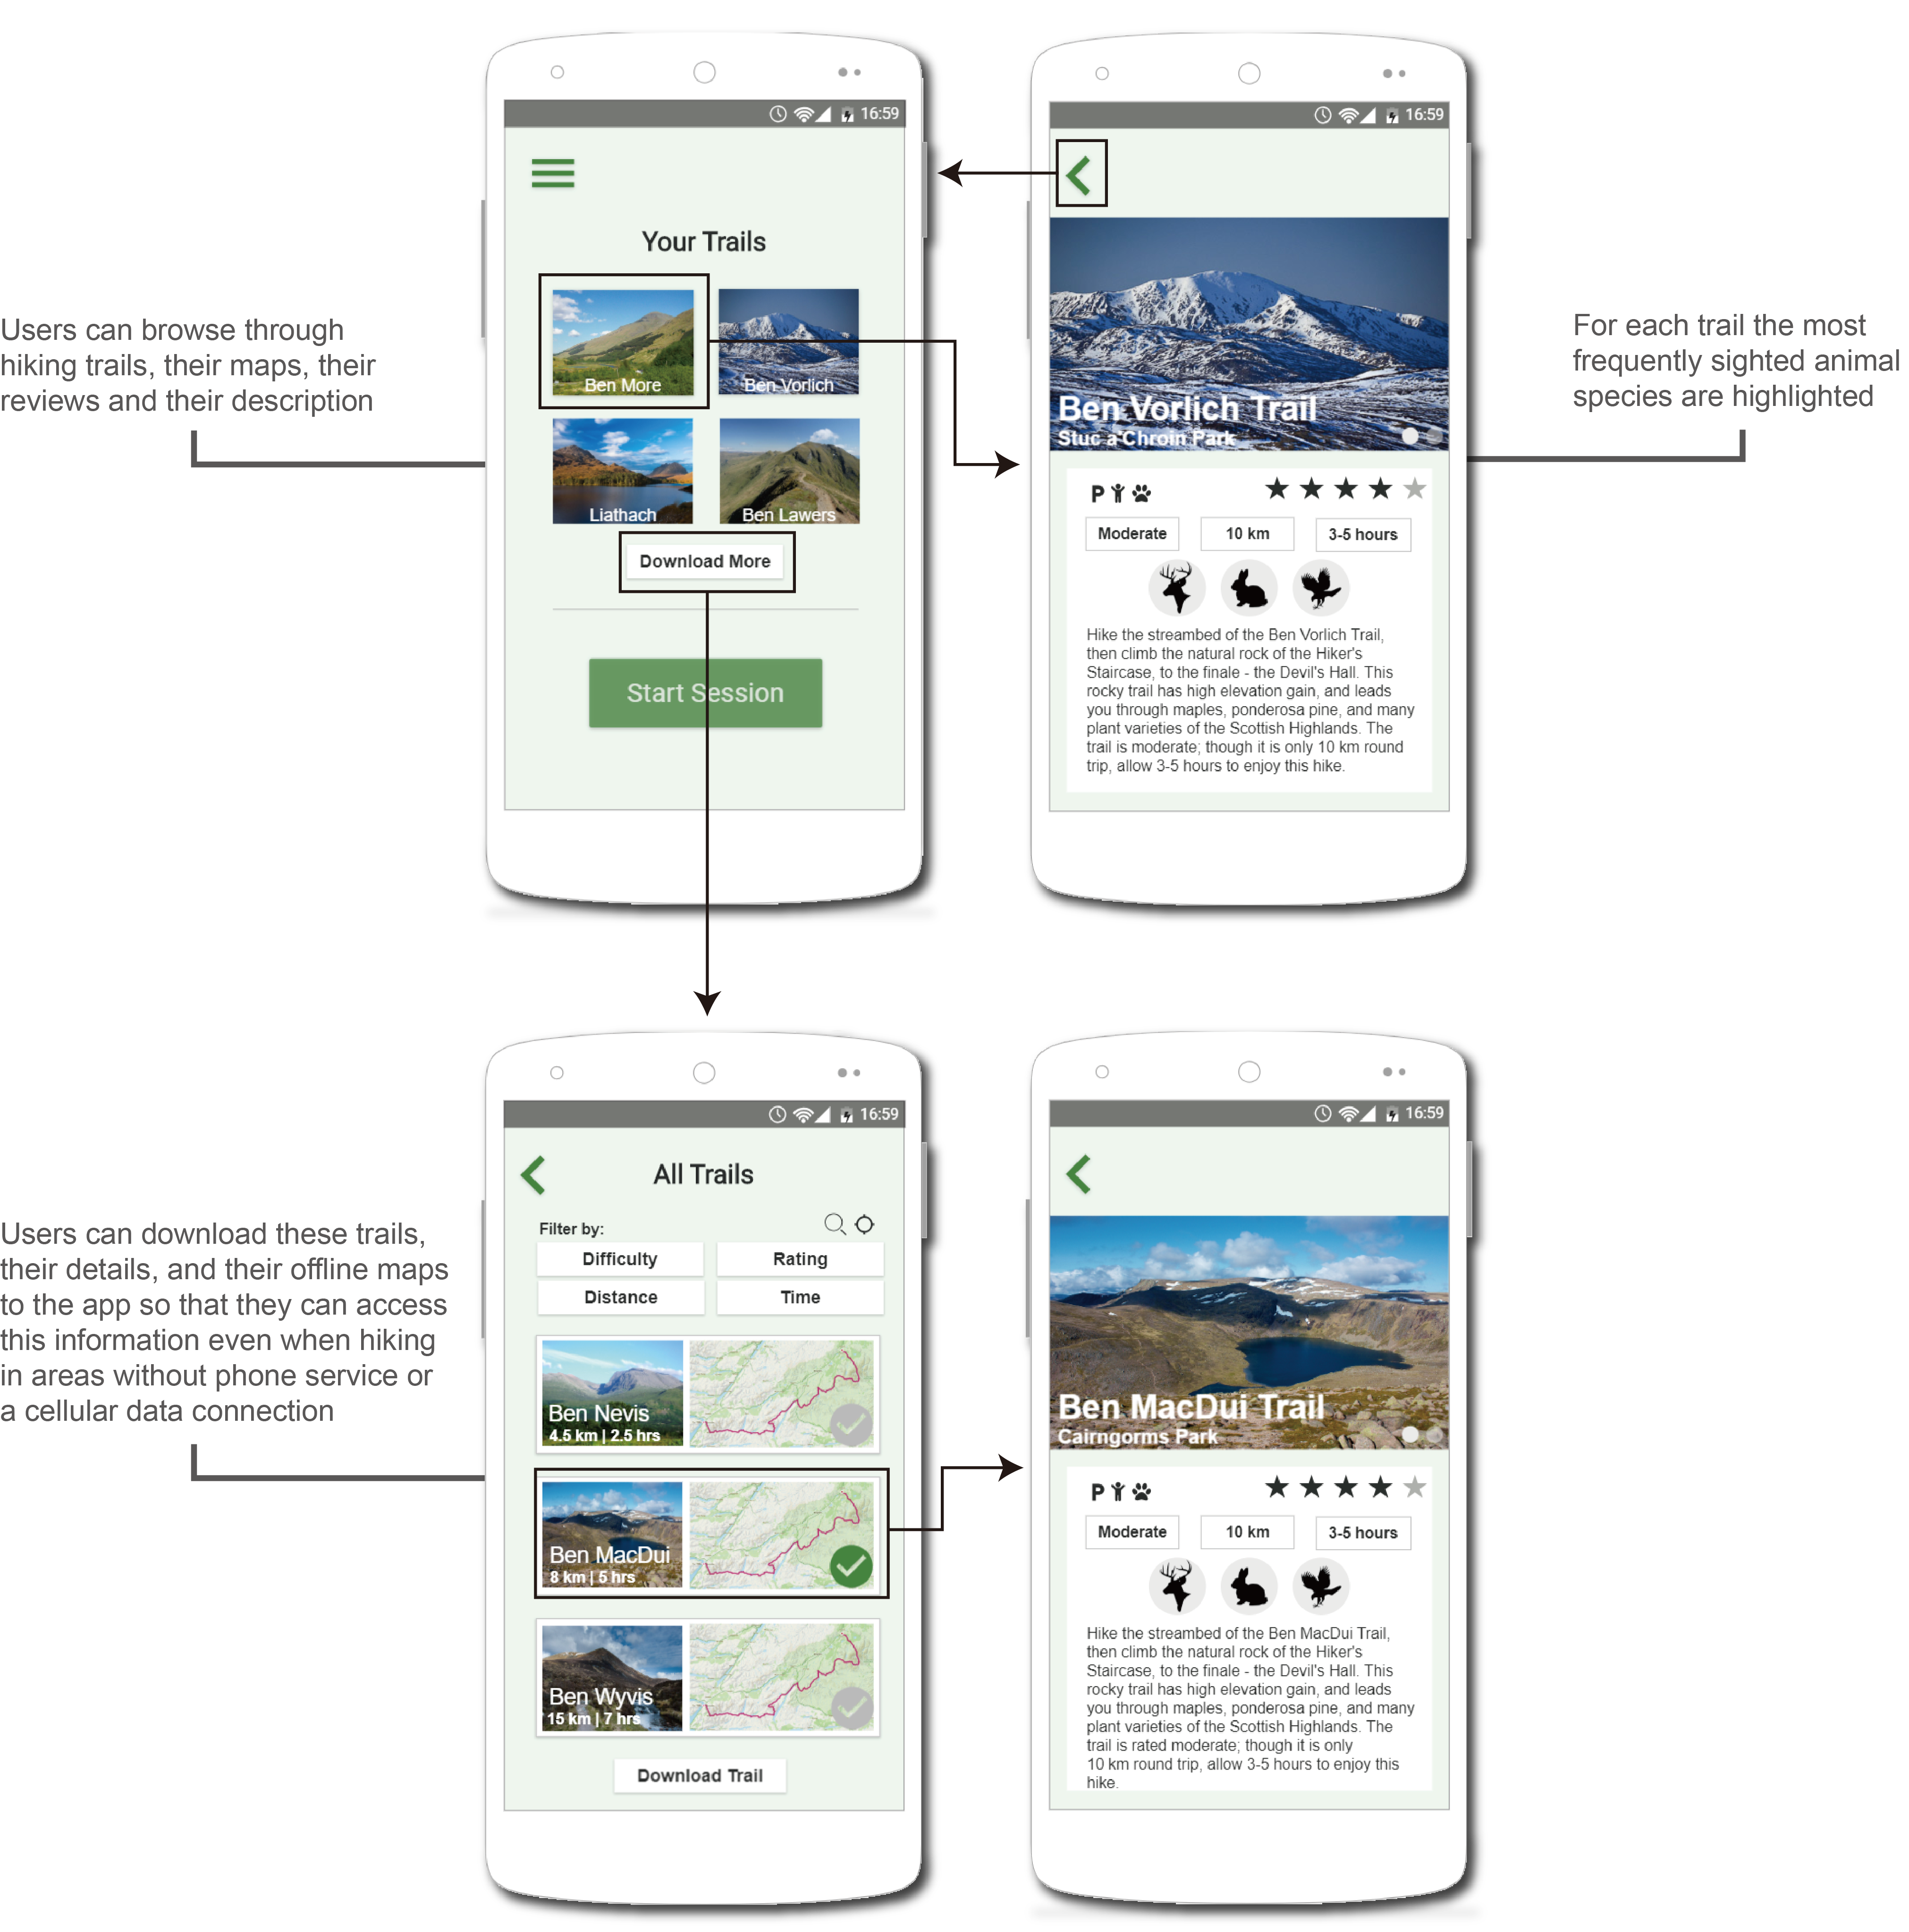 16:59
Your Trails
Ben More
Ben Vorlich
Liathach
Ben Lawers
Download More
Start Session
Users can browse through
hiking trails, their maps, their
reviews and their description
16:59
Ben Vorlich Trail
Stuc a'Chroin Park
P
Moderate
10 km
3-5 hours
Hike the streambed of the Ben Vorlich Trail,
then climb the natural rock of the Hiker's
Staircase, to the finale - the Devil's Hall. This
rocky trail has high elevation gain, and leads
you through maples, ponderosa pine, and many
plant varieties of the Scottish Highlands. The
trail is moderate; though it is only 10 km round
trip, allow 3-5 hours to enjoy this hike.
For each trail the most
frequently sighted animal
species are highlighted
Users can download these trails,
their details, and their offline maps
to the app so that they can access
this information even when hiking
in areas without phone service or
a cellular data connection
16:59
All Trails
Filter by:
Difficulty
Rating
Distance
Time
Ben Nevis
4.5 km | 2.5 hrs
Ben MacDui
8 km | 5 hrs
Ben Wyvis
15 km | 7 hrs
Download Trail
16:59
Ben MacDui Trail
Cairngorms Park
P
Moderate
10 km
3-5 hours
Hike the streambed of the Ben MacDui Trail,
then climb the natural rock of the Hiker's
Staircase, to the finale - the Devil's Hall. This
rocky trail has high elevation gain, and leads
you through maples, ponderosa pine, and many
plant varieties of the Scottish Highlands. The
trail is rated moderate; though it is only
10 km round trip, allow 3-5 hours to enjoy this
hike.